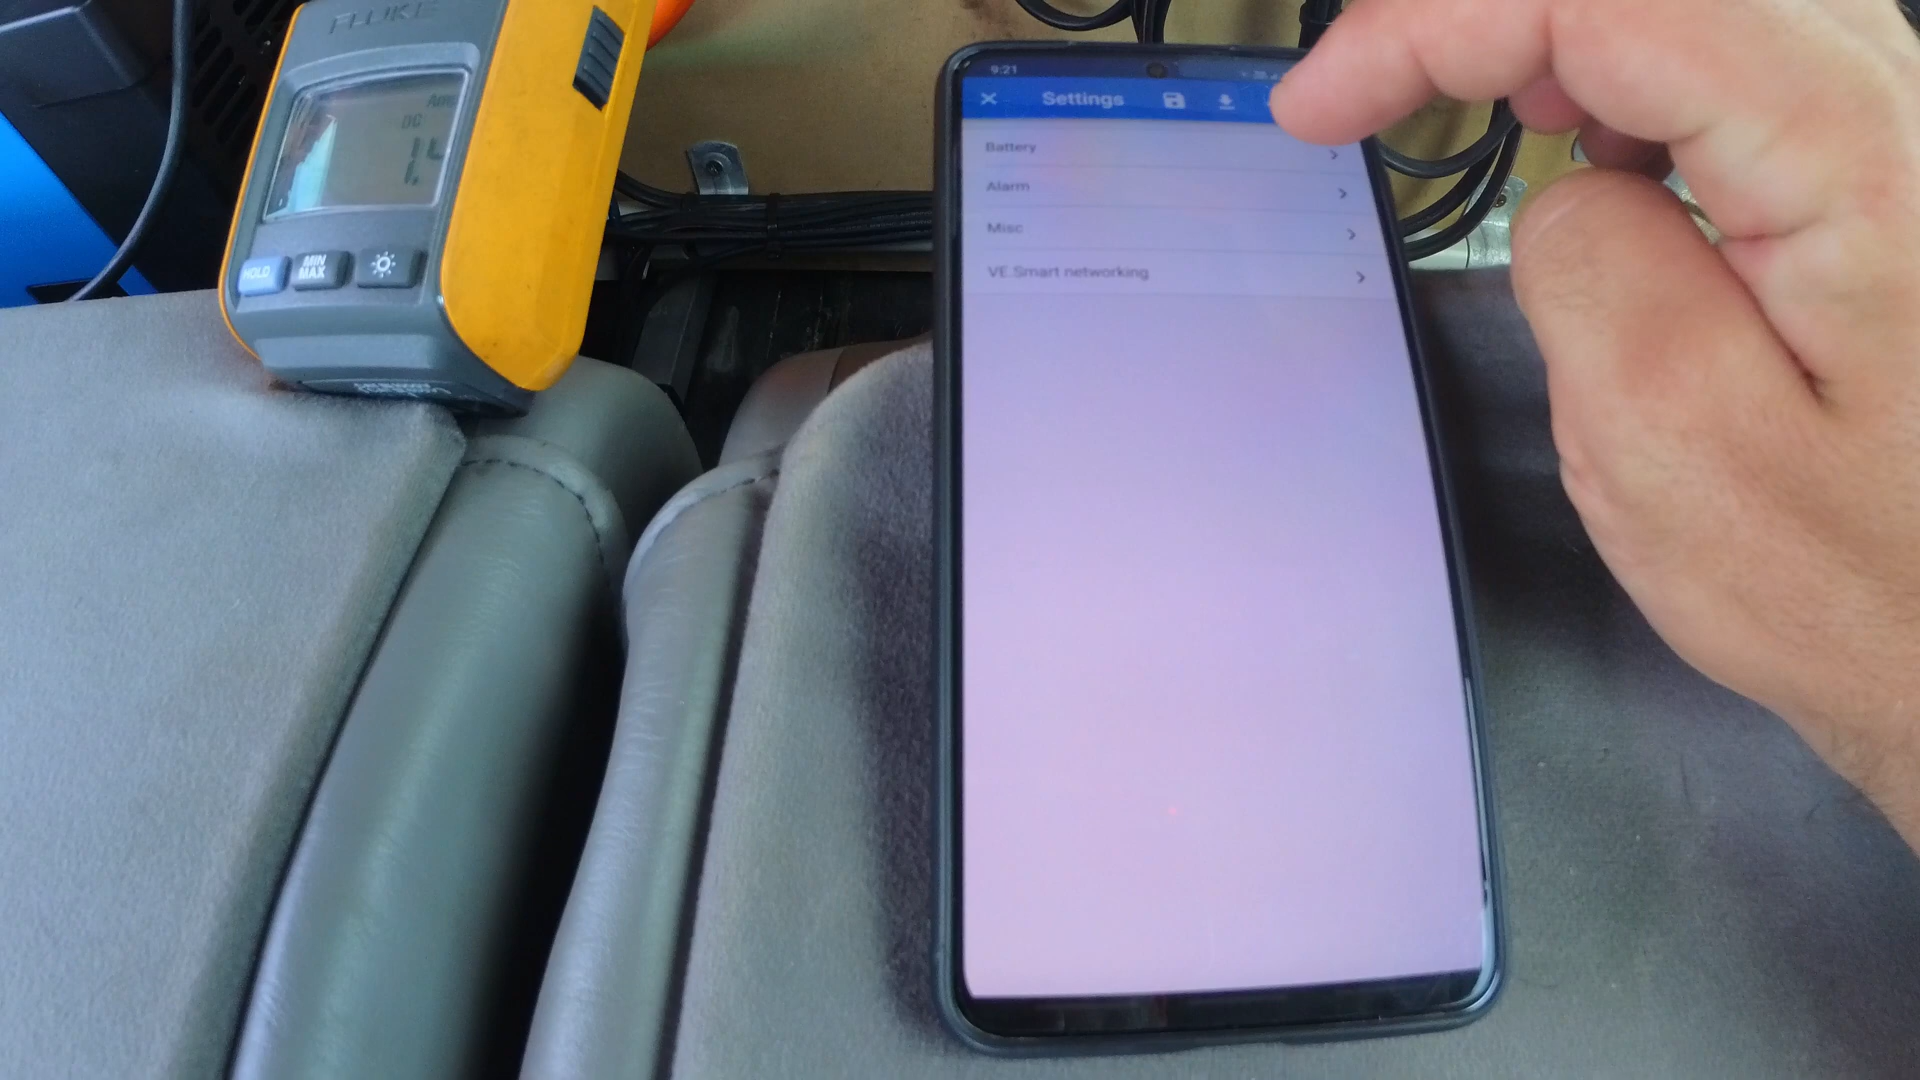 FLUKE
DC
HOLD
MIN
MAX
9:21
Settings
Battery
Alarm
Misc
VE.Smart networking